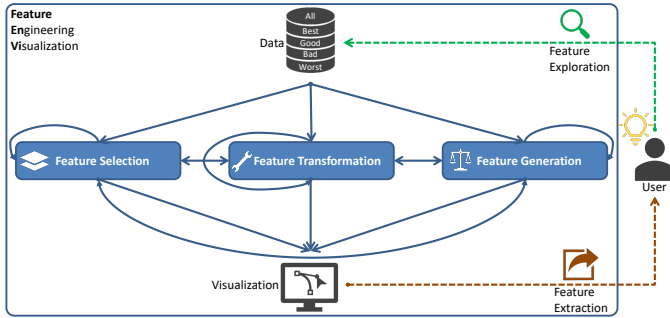 Feature
Engineering
Visualization
Data
All
Best
Good
Bad
Worst
Feature
Exploration
Feature Selection
Feature Transformation
Feature Generation
User
Visualization
Feature
Extraction